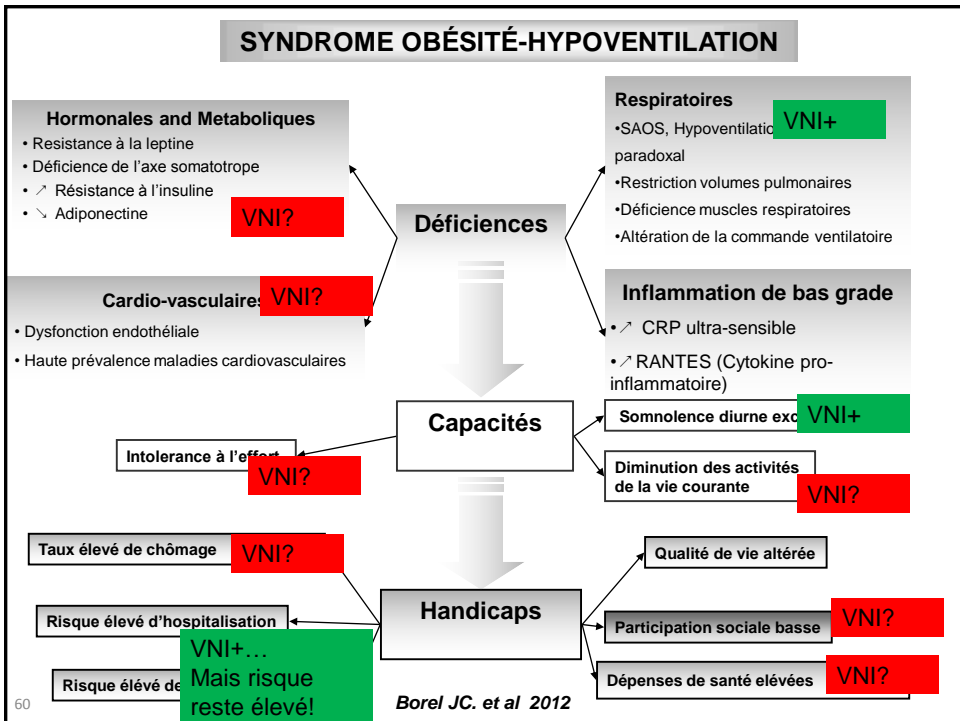 SYNDROME OBÉSITÉ-HYPOVENTILATION
Hormonales and Metaboliques
• Resistance à la leptine
• Déficience de l'axe somatotrope
• ↗ Résistance à l'insuline
• ↘ Adiponectine
VNI?
Respiratoires
•SAOS,
VNI+
paradoxal
•Restriction volumes pulmonaires
•Déficience muscles respiratoires
•Altération de la commande ventilatoire
Déficiences
Cardio-vasculaires
VNI?
• Dysfonction endothéliale
• Haute prévalence maladies cardiovasculaires
Inflammation de bas grade
•↗ CRP ultra-sensible
•↗RANTES (Cytokine pro-
inflammatoire)
Capacités
Somnolence diurne
VNI+
Intolerance à l'effort
VNI?
Diminution des activités
de la vie courante
VNI?
Taux élevé de chômage
VNI?
Qualité de vie altérée
Handicaps
Risque élevé d'hospitalisation
Participation sociale basse
VNI?
VNI+…
Mais risque
reste élevé!
Risque élévé de
Dépenses de santé elévées
VNI?
60
Borel JC. et al 2012